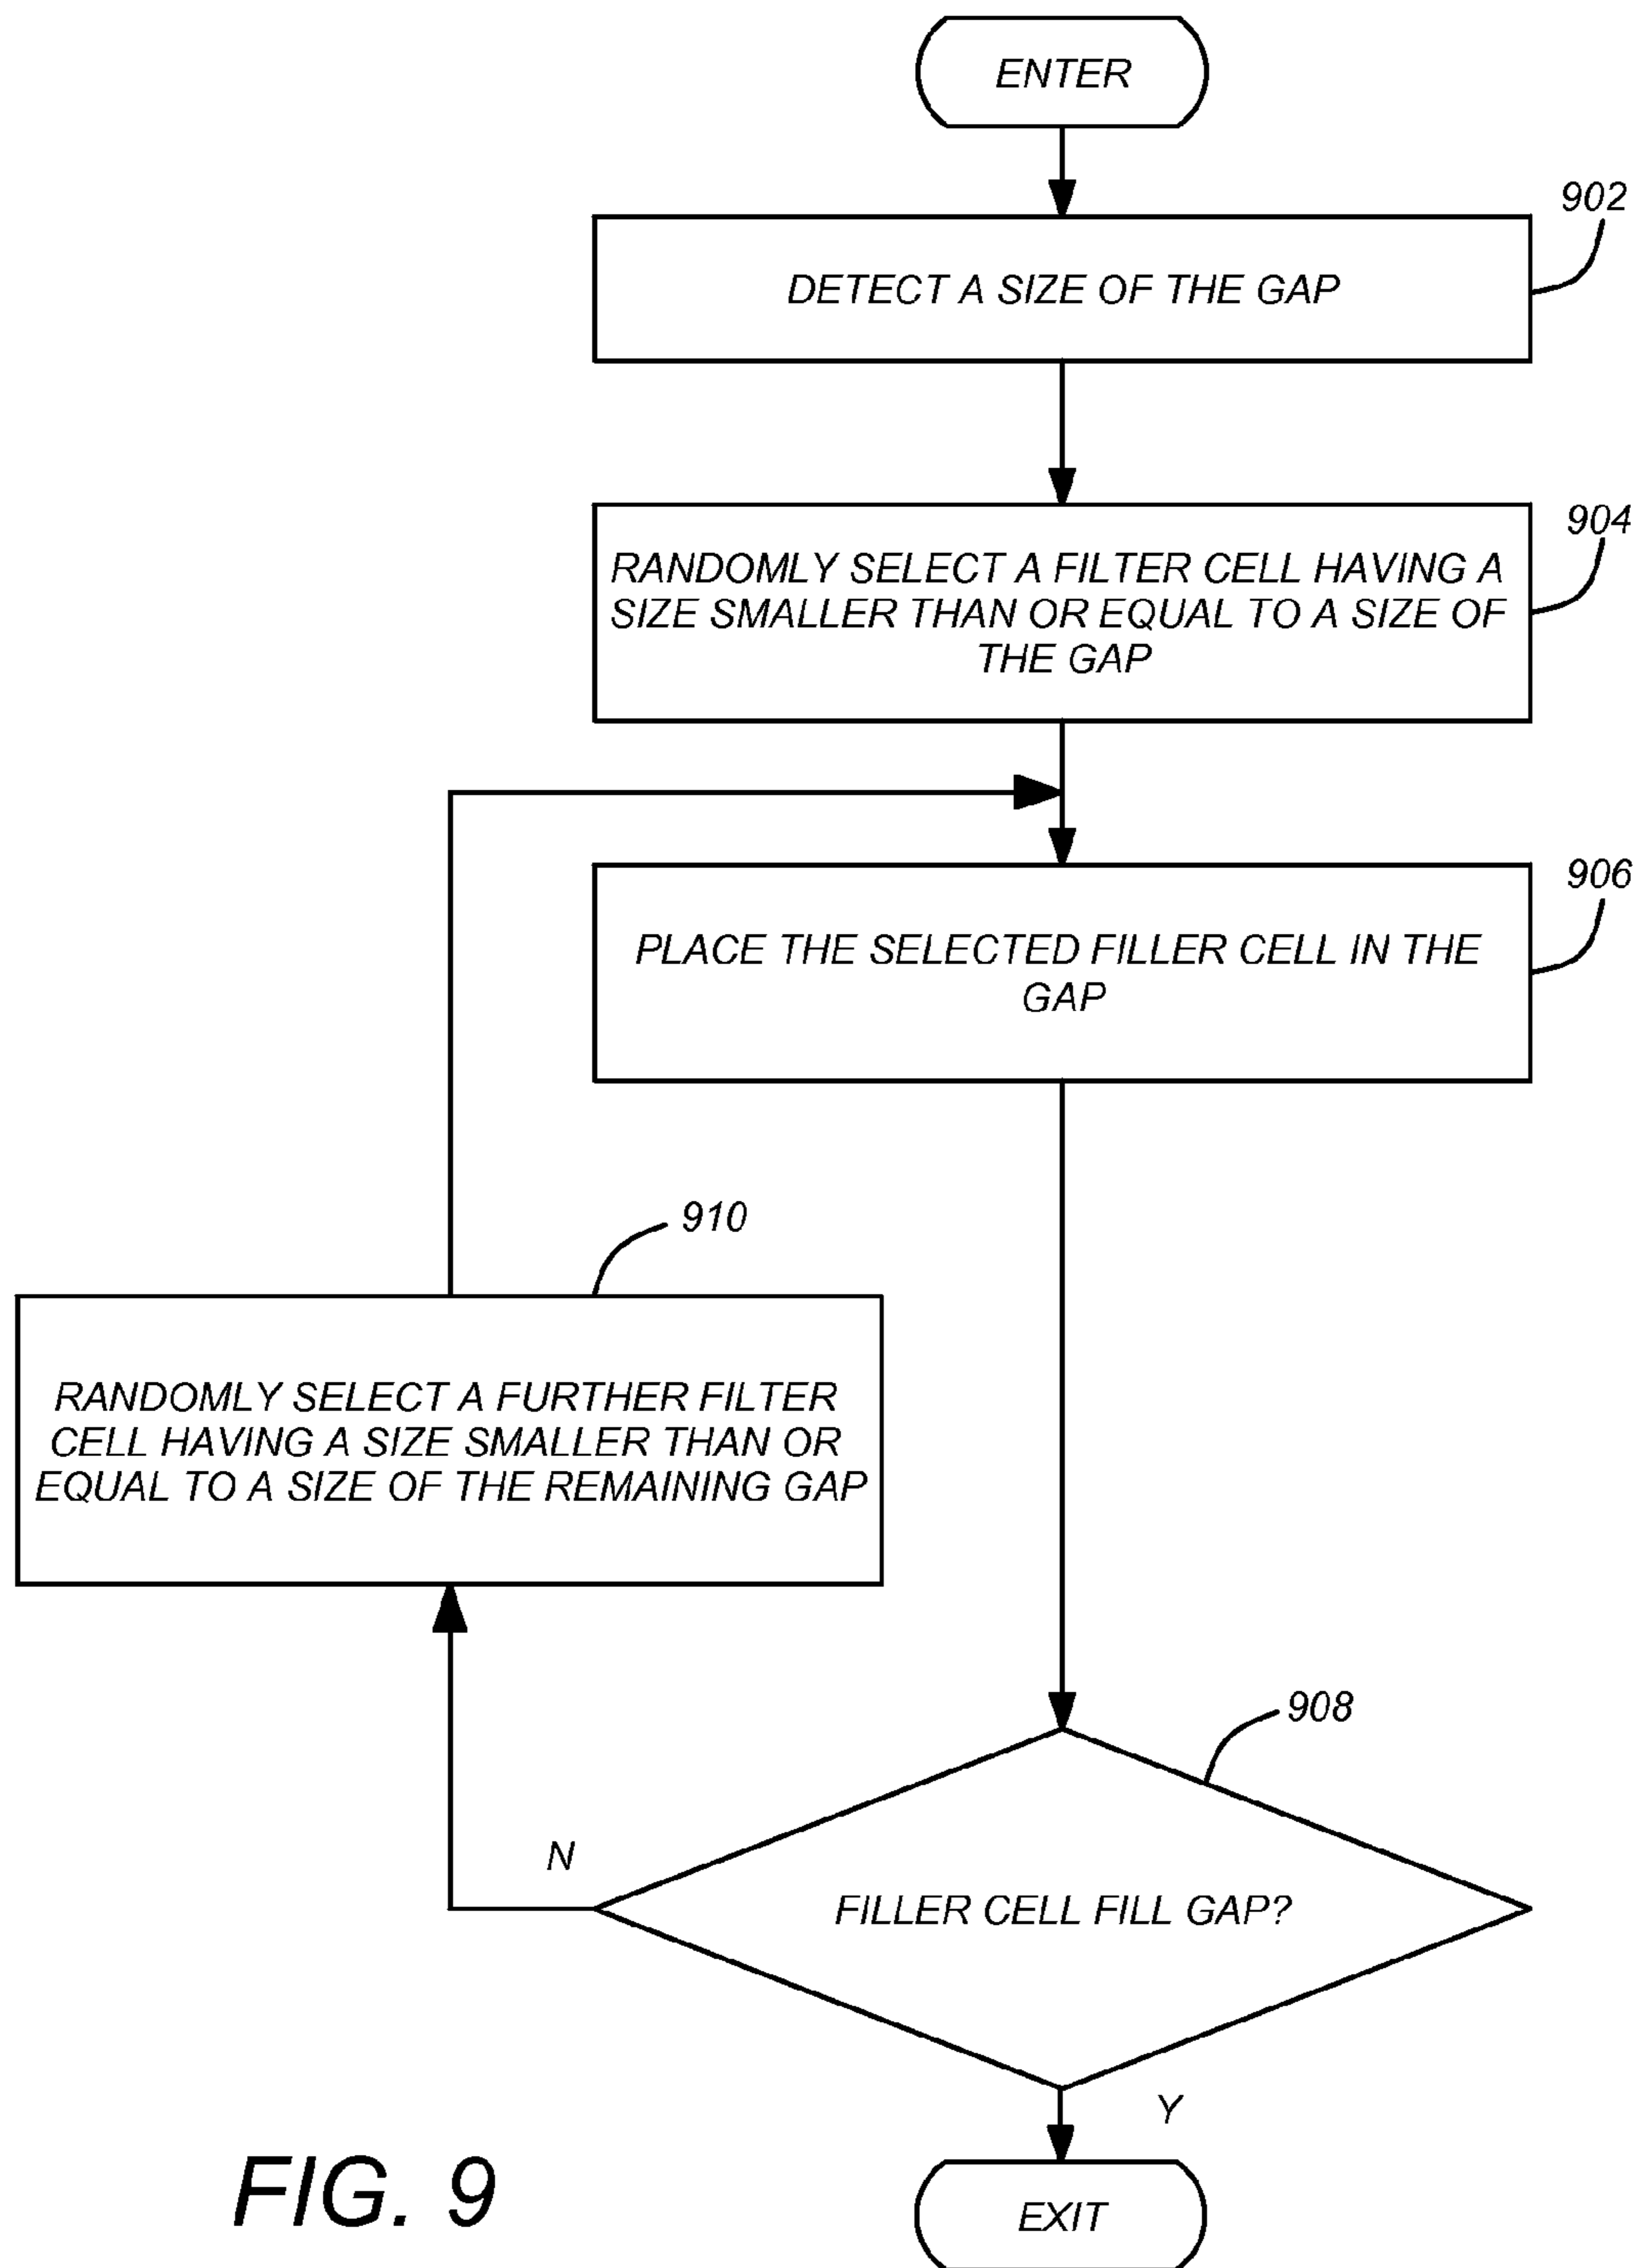 ENTER
902
DETECT A SIZE OF THE GAP
904
RANDOMLY SELECT A FILTER CELL HAVING A
SIZE SMALLER THAN OR EQUAL TO A SIZE OF
THE GAP
906
PLACE THE SELECTED FILLER CELL IN THE
GAP
910
RANDOMLY SELECT A FURTHER FILTER
CELL HAVING A SIZE SMALLER THAN OR
EQUAL TO A SIZE OF THE REMAINING GAP
908
N
FILLER CELL FILL GAP?
Y
EXIT
FIG. 9